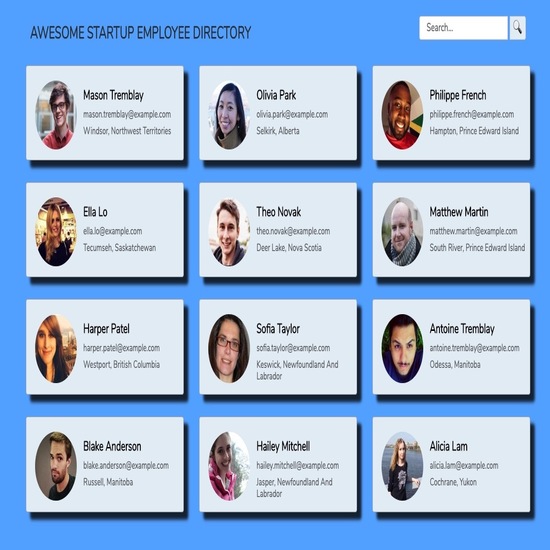 AWESOME STARTUP EMPLOYEE DIRECTORY
Search...
Mason Tremblay
mason.tremblay@example.com
Windsor, Northwest Territories
Olivia Park
olivia.park@example.com
Selkirk, Alberta
Philippe French
philippe.french@example.com
Hampton, Prince Edward Island
Ella Lo
ella.lo@example.com
Tecumseh, Saskatchewan
Theo Novak
theo.novak@example.com
Deer Lake, Nova Scotia
Matthew Martin
matthew.martin@example.com
South River, Prince Edward Island
Harper Patel
harper.patel@example.com
Westport, British Columbia
Sofia Taylor
sofia.taylor@example.com
Keswick, Newfoundland And
Labrador
Antoine Tremblay
antoine.tremblay@example.com
Odessa, Manitoba
Blake Anderson
blake.anderson@example.com
Russell, Manitoba
Hailey Mitchell
hailey.mitchell@example.com
Jasper, Newfoundland And
Labrador
Alicia Lam
alicia.lam@example.com
Cochrane, Yukon